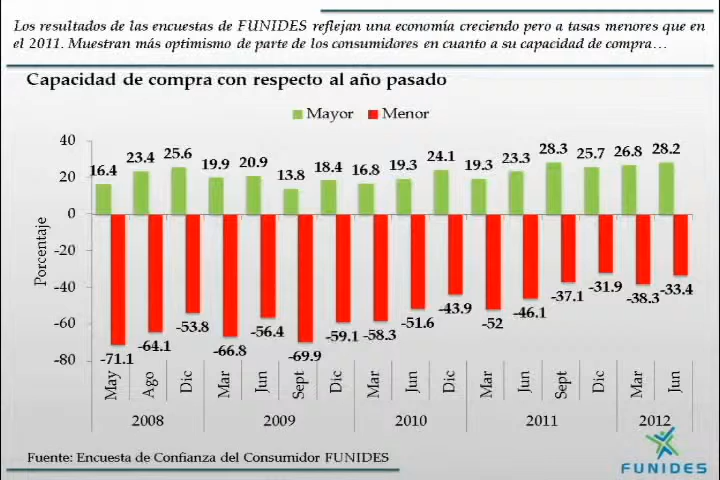 Los resultados de las encuestas de FUNIDES reflejan una economía creciendo pero a tasas menores que en
el 2011. Muestran más optimismo de parte de los consumidores en cuanto a su capacidad de compra…
Capacidad de compra con respecto al año pasado
Mayor Menor
Porcentaje
40
20
0
-20
-40
-60
-80
16.4 23.4 25.6 19.9 20.9 13.8 18.4 16.8 19.3 24.1 19.3 23.3 28.3 25.7 26.8 28.2
-71.1 -64.1 -53.8 -66.8 -56.4 -69.9 -59.1 -58.3 -51.6 -43.9 -52 -46.1 -37.1 -31.9 -38.3 -33.4
May Ago Dic Mar Jun Sept Dic Mar Jun Dic Mar Jun Sept Dic Mar Jun
2008 2009 2010 2011 2012
Fuente: Encuesta de Confianza del Consumidor FUNIDES
FUNIDES